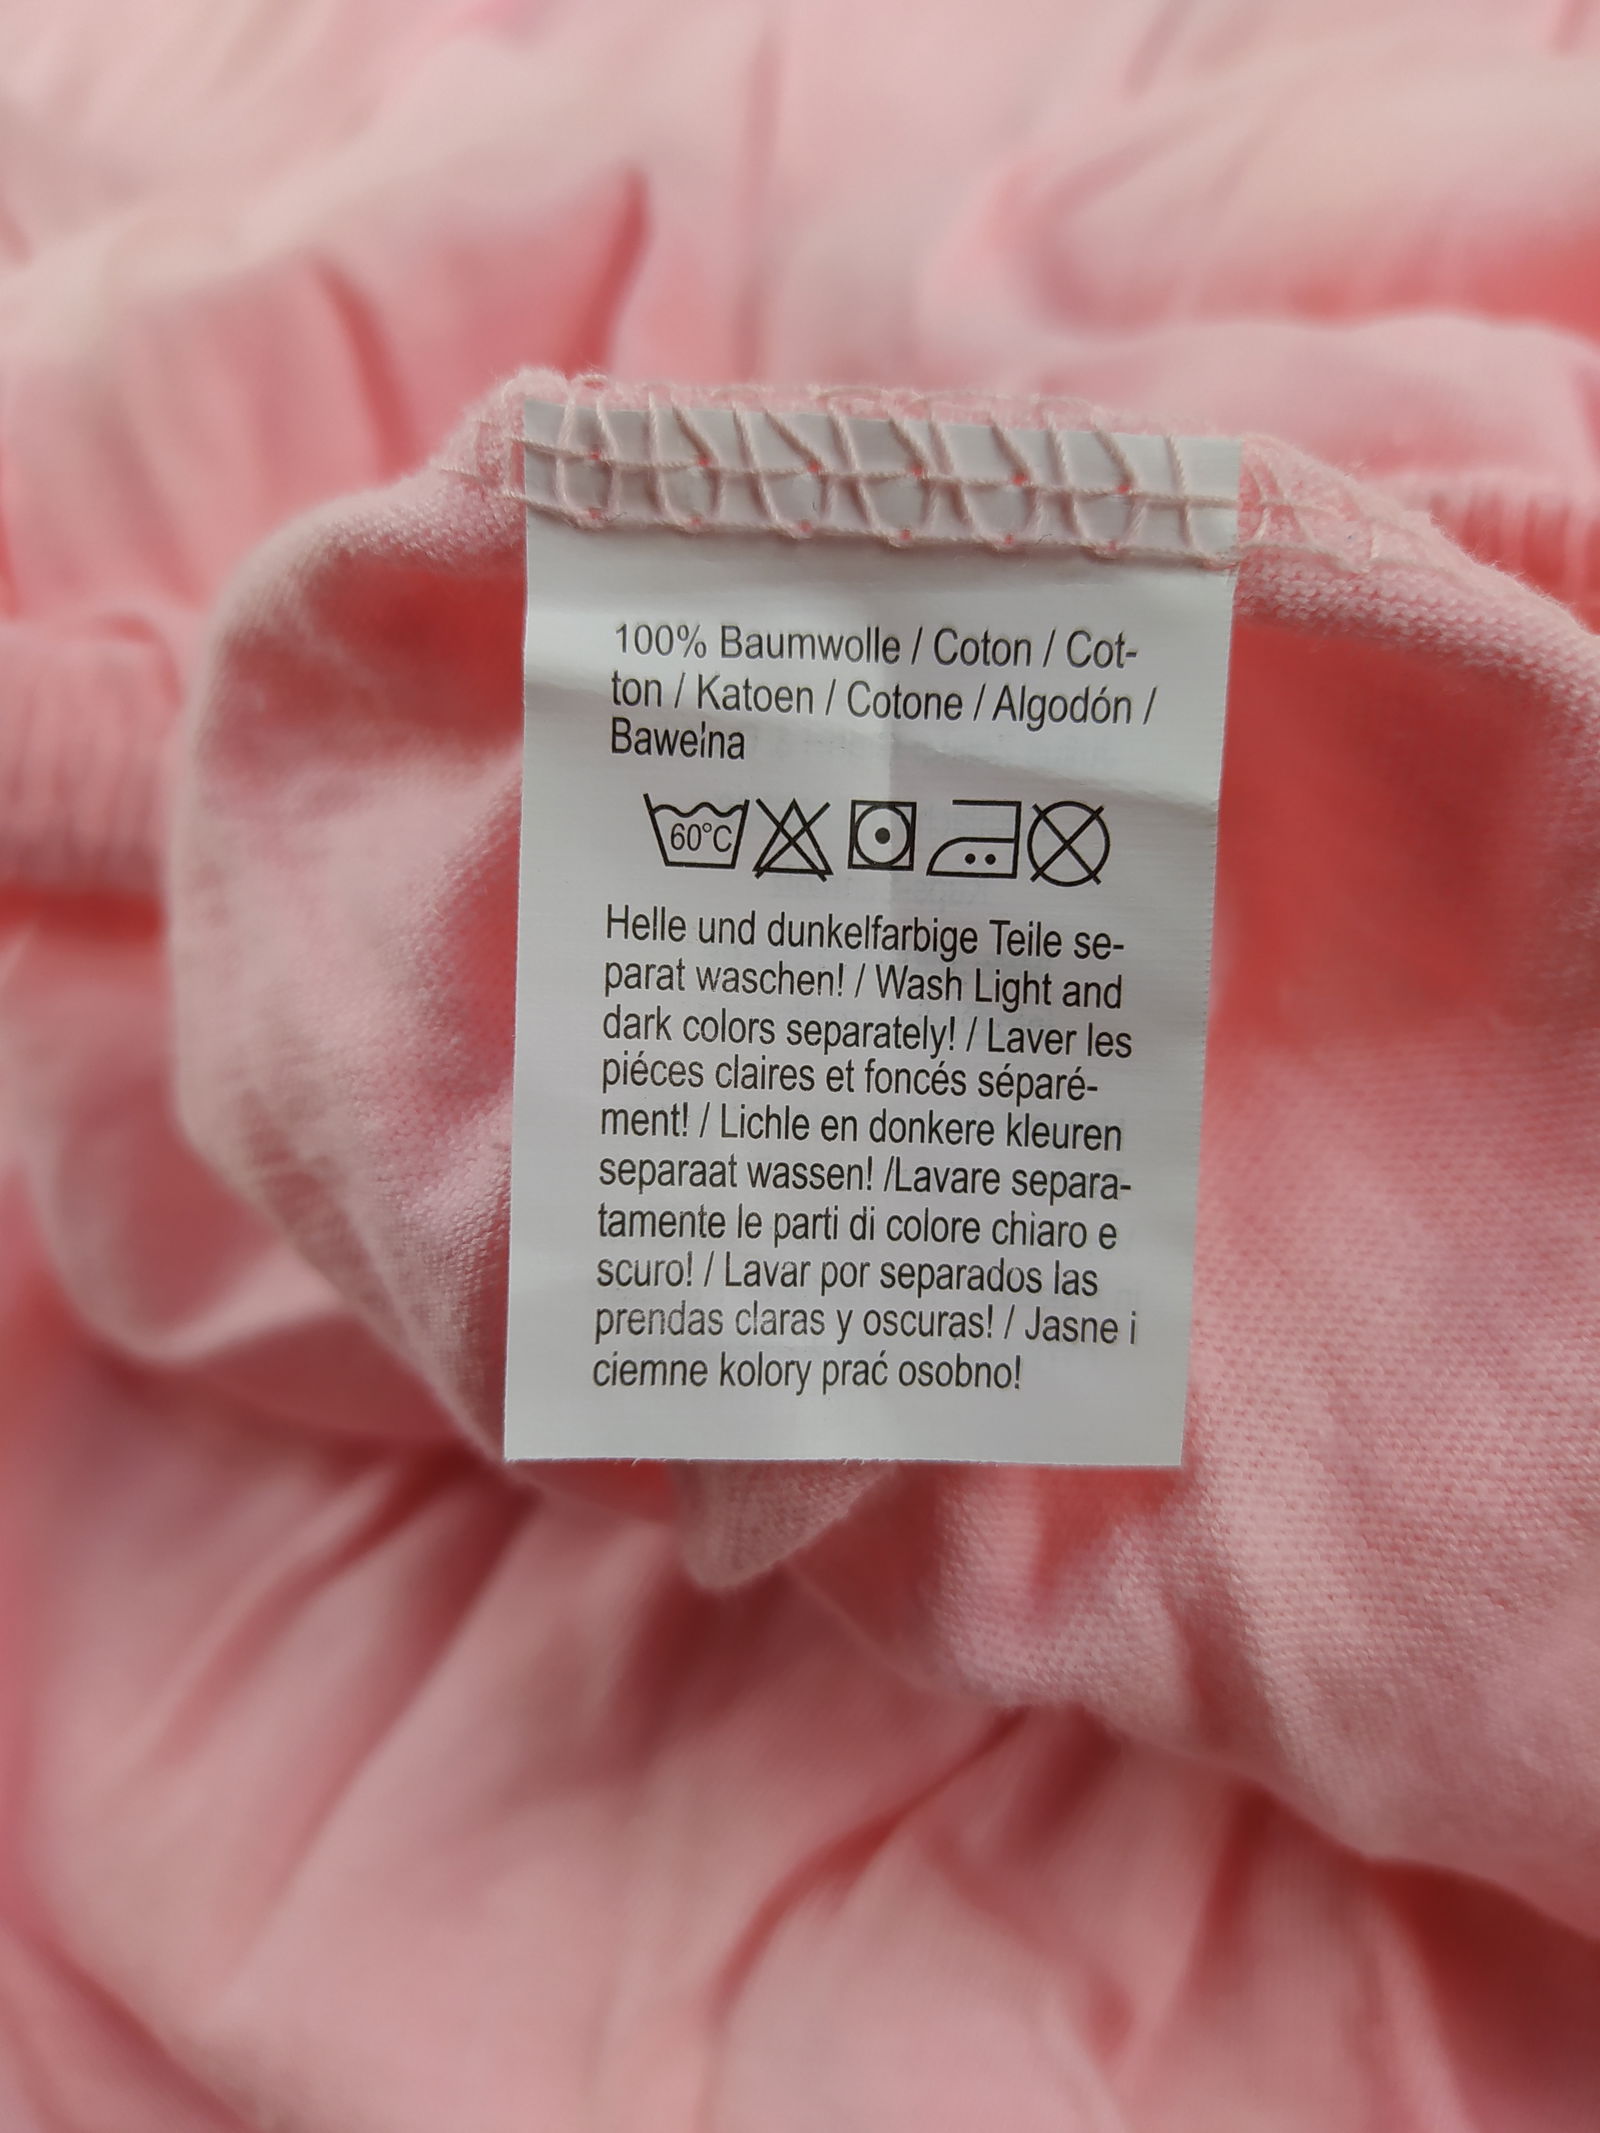 100% Baumwolle / Coton / Cot-
ton / Katoen / Cotone / Algodón /
Bawełna
60°C
Helle und dunkelfarbige Teile se-
parat waschen! / Wash Light and
dark colors separately! / Laver les
piéces claires et foncés séparé-
ment! / Lichle en donkere kleuren
separaat wassen! /Lavare separa-
tamente le parti di colore chiaro e
scuro! / Lavar por separados las
prendas claras y oscuras! / Jasne i
ciemne kolory prać osobno!